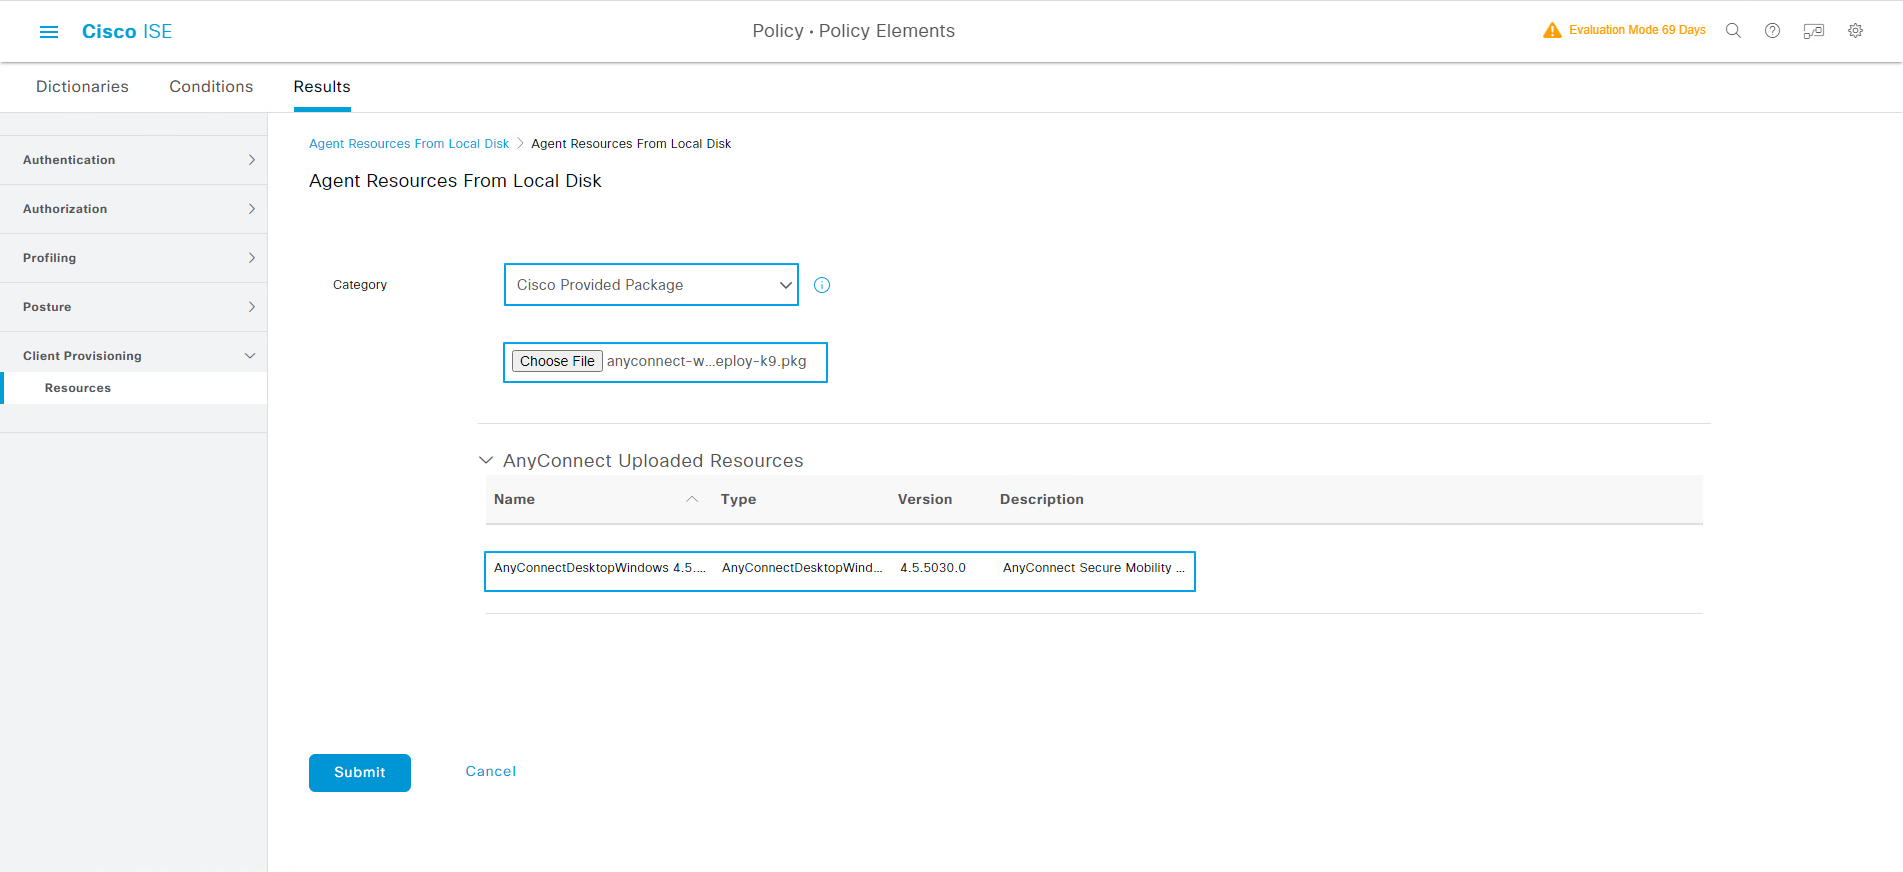 Cisco ISE
Policy • Policy Elements
Evaluation Mode 69 Days
Dictionaries
Conditions
Results
Authentication
Authorization
Profiling
Posture
Client Provisioning
Resources
Agent Resources From Local Disk > Agent Resources From Local Disk
Agent Resources From Local Disk
Category
Cisco Provided Package
Choose File anyconnect-w...eploy-k9.pkg
AnyConnect Uploaded Resources
Name Type Version Description
AnyConnectDesktopWindows 4.5.... AnyConnectDesktopWind... 4.5.5030.0 AnyConnect Secure Mobility ...
Submit
Cancel